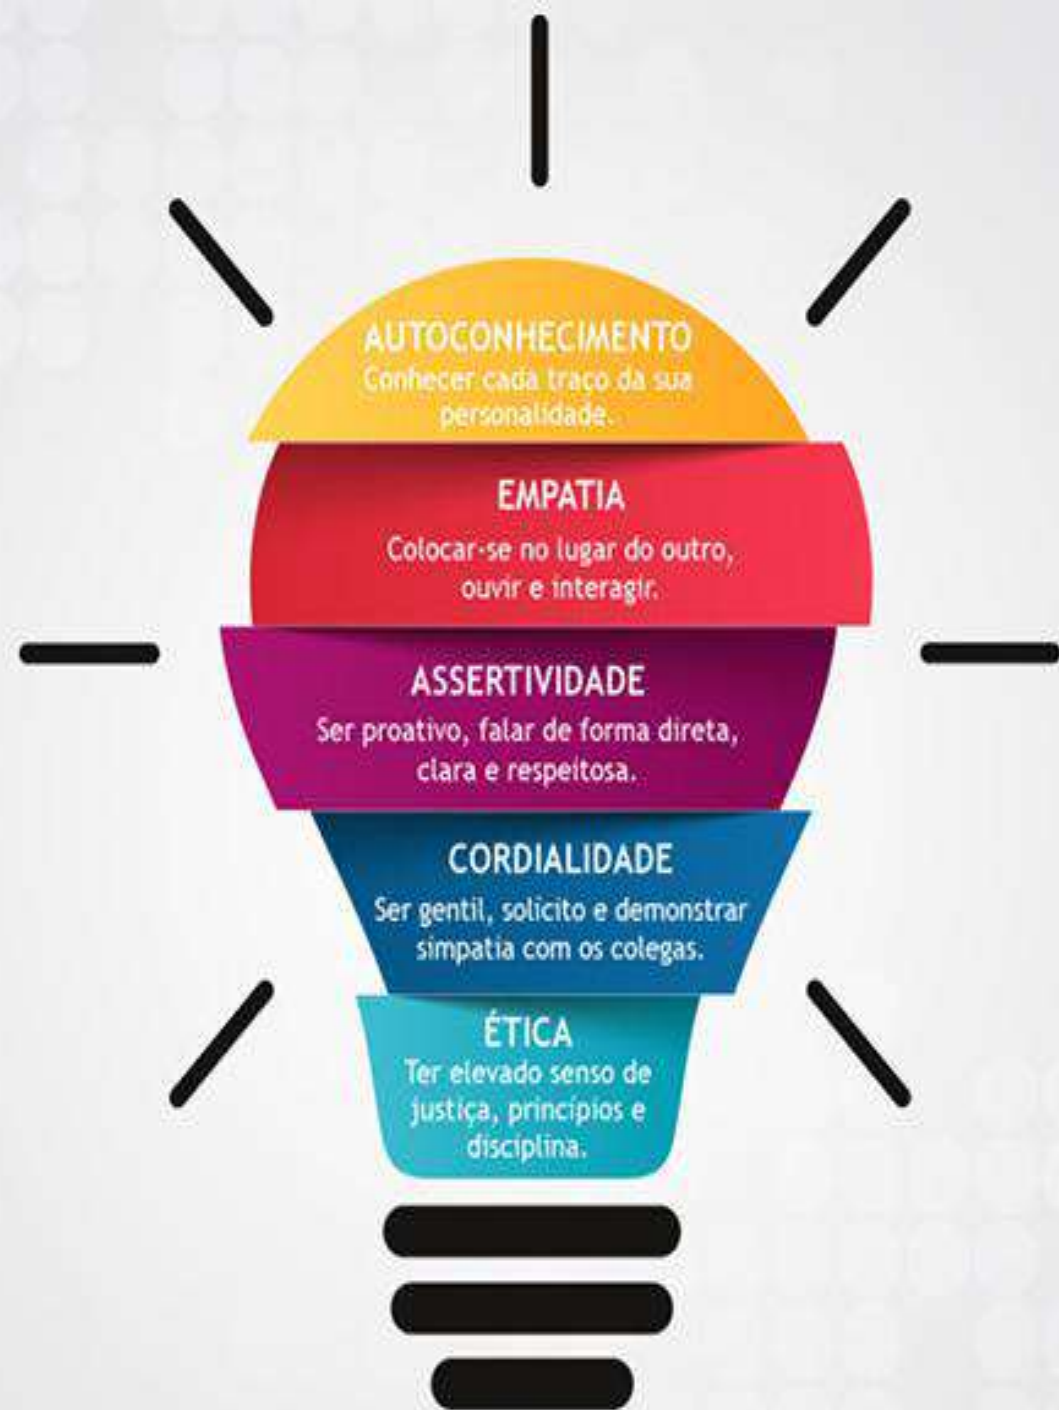 AUTOCONHECIMENTO
Conhecer cada traço da sua
personalidade.
EMPATIA
Colocar-se no lugar do outro,
ouvir e interagir.
ASSERTIVIDADE
Ser proativo, falar de forma direta,
clara e respeitosa.
CORDIALIDADE
Ser gentil, solícito e demonstrar
simpatia com os colegas.
ÉTICA
Ter elevado senso de
justiça, princípios e
disciplina.